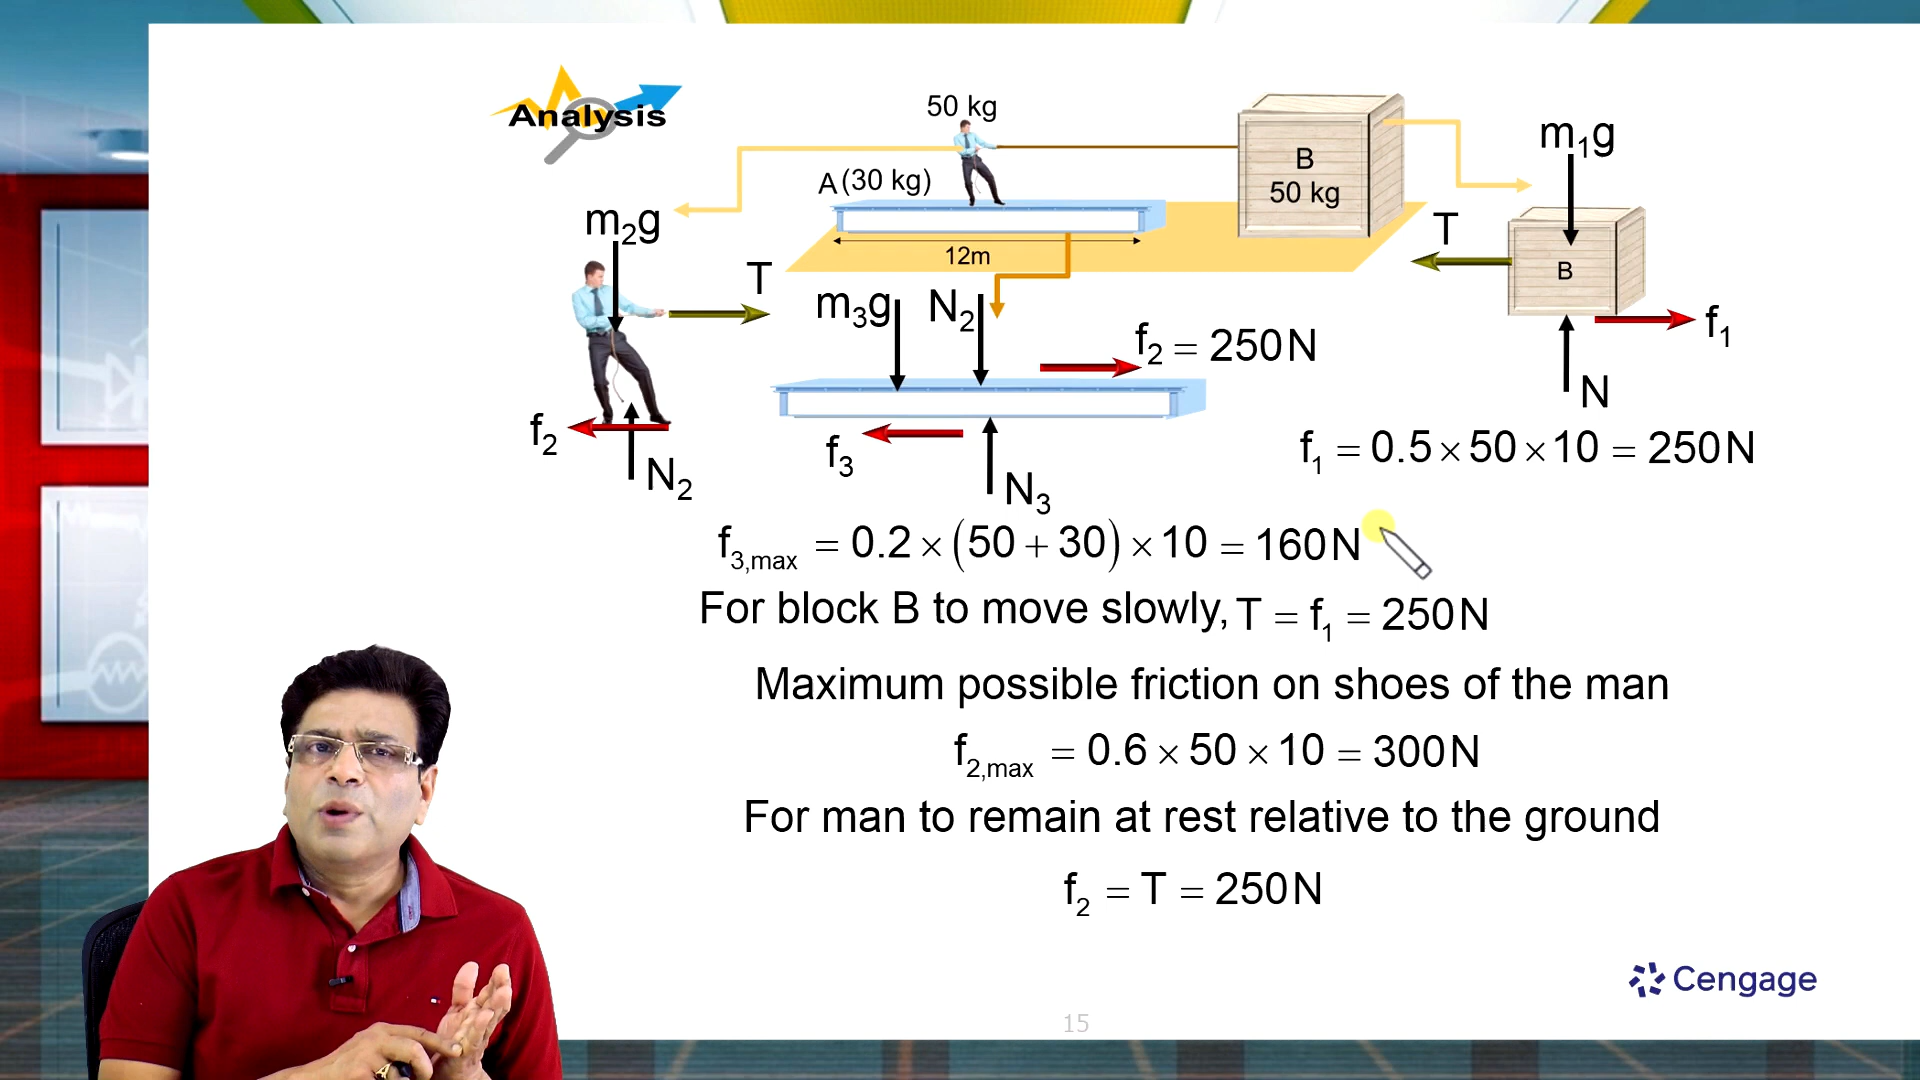 Analysis
50 kg
A (30 kg)
B
50 kg
12m
m₁g
T
B
f₁
N
m₂g
T
f₂
N₂
m₃g
N₂
f₂ = 250N
f₃
N₃
f₁ = 0.5 × 50 × 10 = 250N
f₃,max = 0.2 × (50 + 30) × 10 = 160N
For block B to move slowly, T = f₁ = 250N
Maximum possible friction on shoes of the man
f₂,max = 0.6 × 50 × 10 = 300N
For man to remain at rest relative to the ground
f₂ = T = 250N
Cengage
15